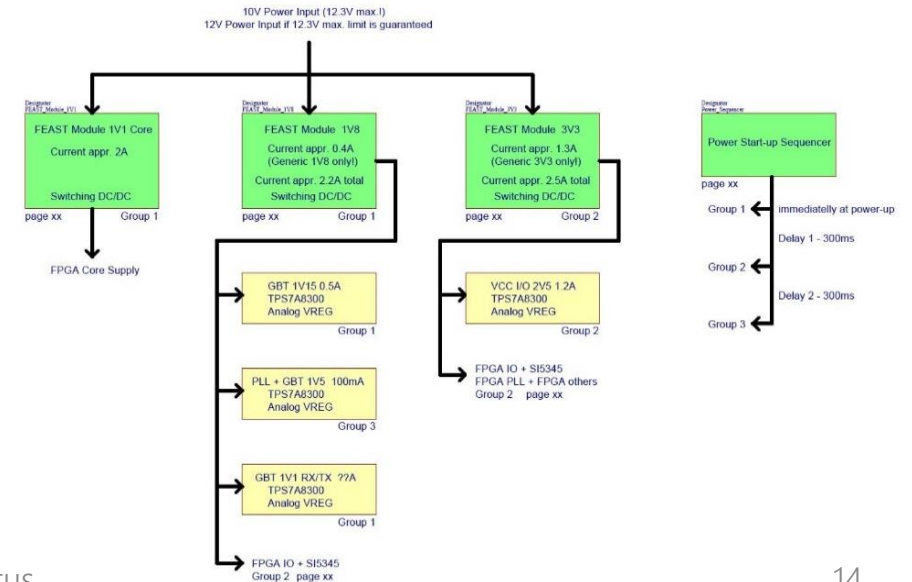 10V Power Input (12.3V max.!)
12V Power Input if 12.3V max. limit is guaranteed
Designator
FEAST_Module_1V1
FEAST Module 1V1 Core
Current appr. 2A
Switching DC/DC
page xx
Group 1
FPGA Core Supply
Designator
FEAST_Module_1V8
FEAST Module 1V8
Current appr. 0.4A
(Generic 1V8 only!)
Current appr. 2.2A total
Switching DC/DC
page xx
Group 1
GBT 1V15 0.5A
TPS7A8300
Analog VREG
Group 1
PLL + GBT 1V5 100mA
TPS7A8300
Analog VREG
Group 3
GBT 1V1 RX/TX ??A
TPS7A8300
Analog VREG
Group 1
FPGA IO + SI5345
Group 2 page xx
Designator
FEAST_Module_3V3
FEAST Module 3V3
Current appr. 1.3A
(Generic 3V3 only!)
Current appr. 2.5A total
Switching DC/DC
page xx
Group 2
VCC I/O 2V5 1.2A
TPS7A8300
Analog VREG
Group 2
FPGA IO + SI5345
FPGA PLL + FPGA others
Group 2 page xx
Designator
Power_Sequencer
Power Start-up Sequencer
page xx
Group 1
immediatelly at power-up
Delay 1 - 300ms
Group 2
Delay 2 - 300ms
Group 3
14